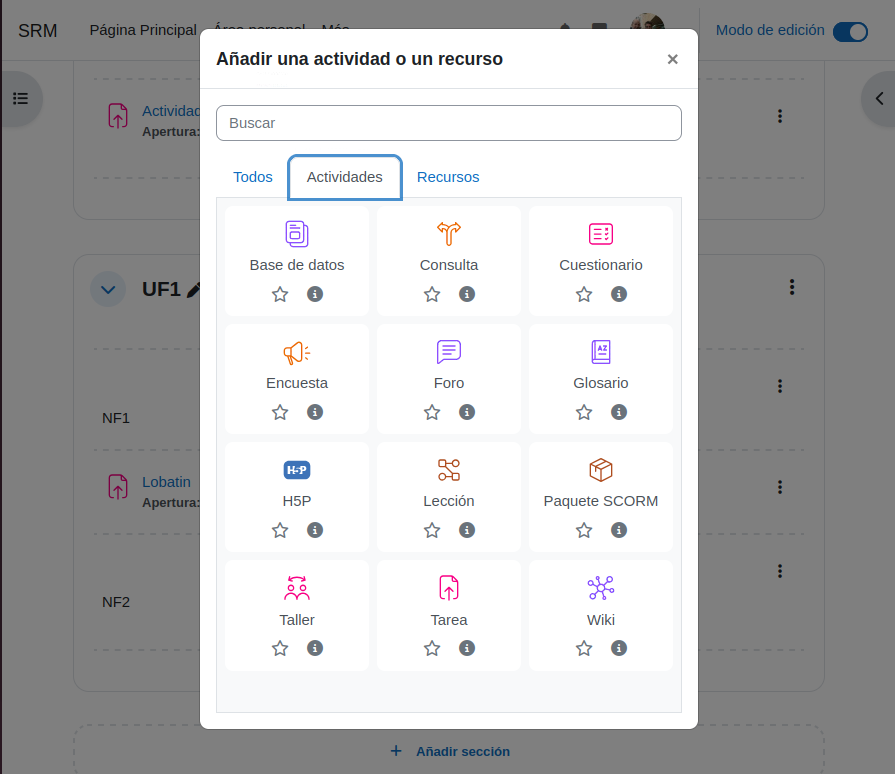 SRM
Página Principal
Área personal
Más
Modo de edición
Añadir una actividad o un recurso
×
Buscar
Todos
Actividades
Recursos
Base de datos
Consulta
Cuestionario
Encuesta
Foro
AZ
Glosario
H-P
H5P
Lección
Paquete SCORM
Taller
Tarea
Wiki
Actividad
Apertura:
UF1
NF1
Lobatin
Apertura:
NF2
+ Añadir sección